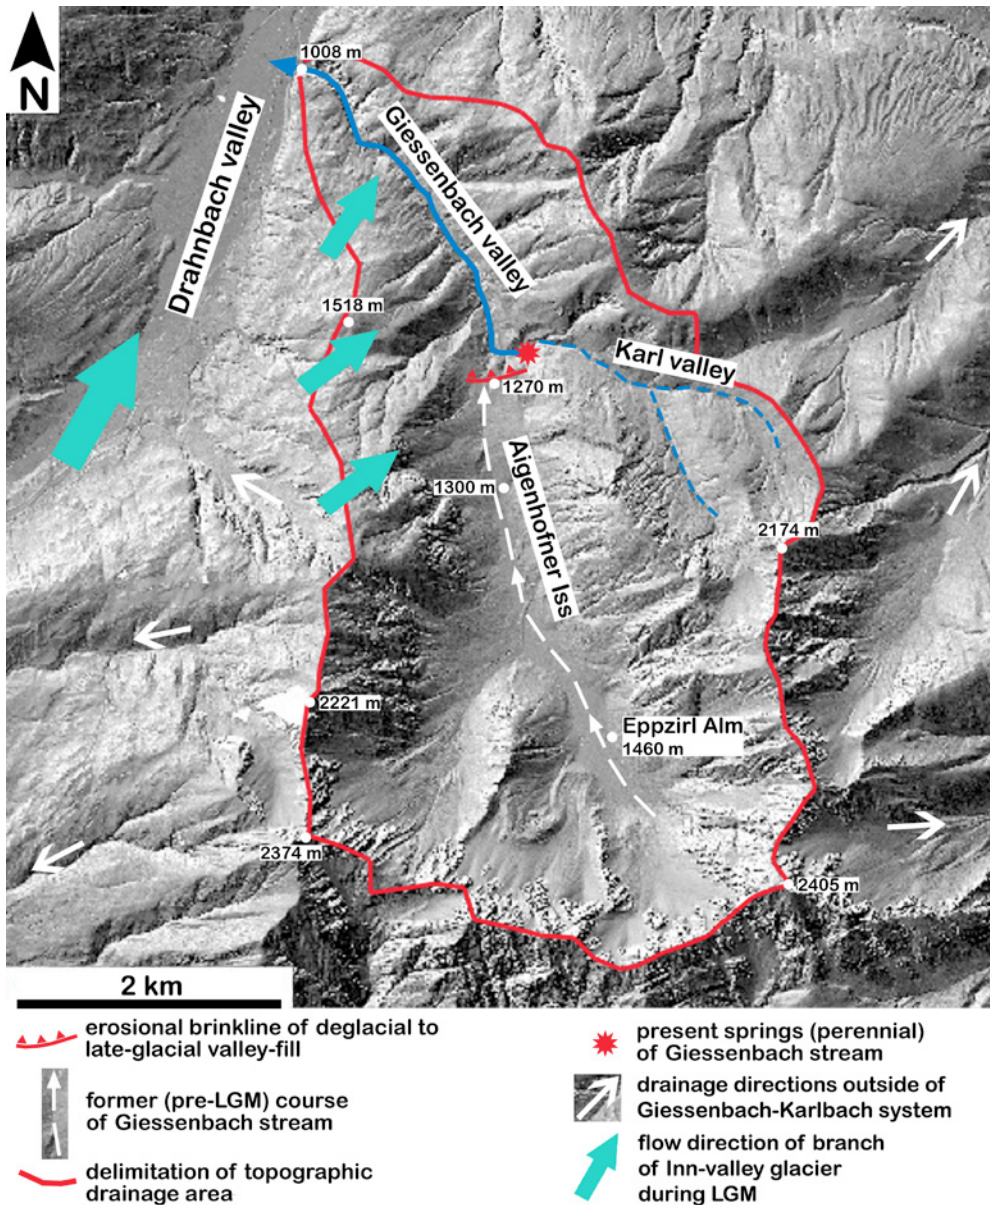 N
1008 m
Drahnbach valley
Giessenbach valley
1518 m
Karl valley
1270 m
Aigenhofner Iss
1300 m
2174 m
2221 m
Eppzirl Alm
1460 m
2374 m
2405 m
2 km
erosional brinkline of deglacial to
late-glacial valley-fill
former (pre-LGM) course
of Giessenbach stream
delimitation of topographic
drainage area
present springs (perennial)
of Giessenbach stream
drainage directions outside of
Giessenbach-Karlbach system
flow direction of branch
of Inn-valley glacier
during LGM